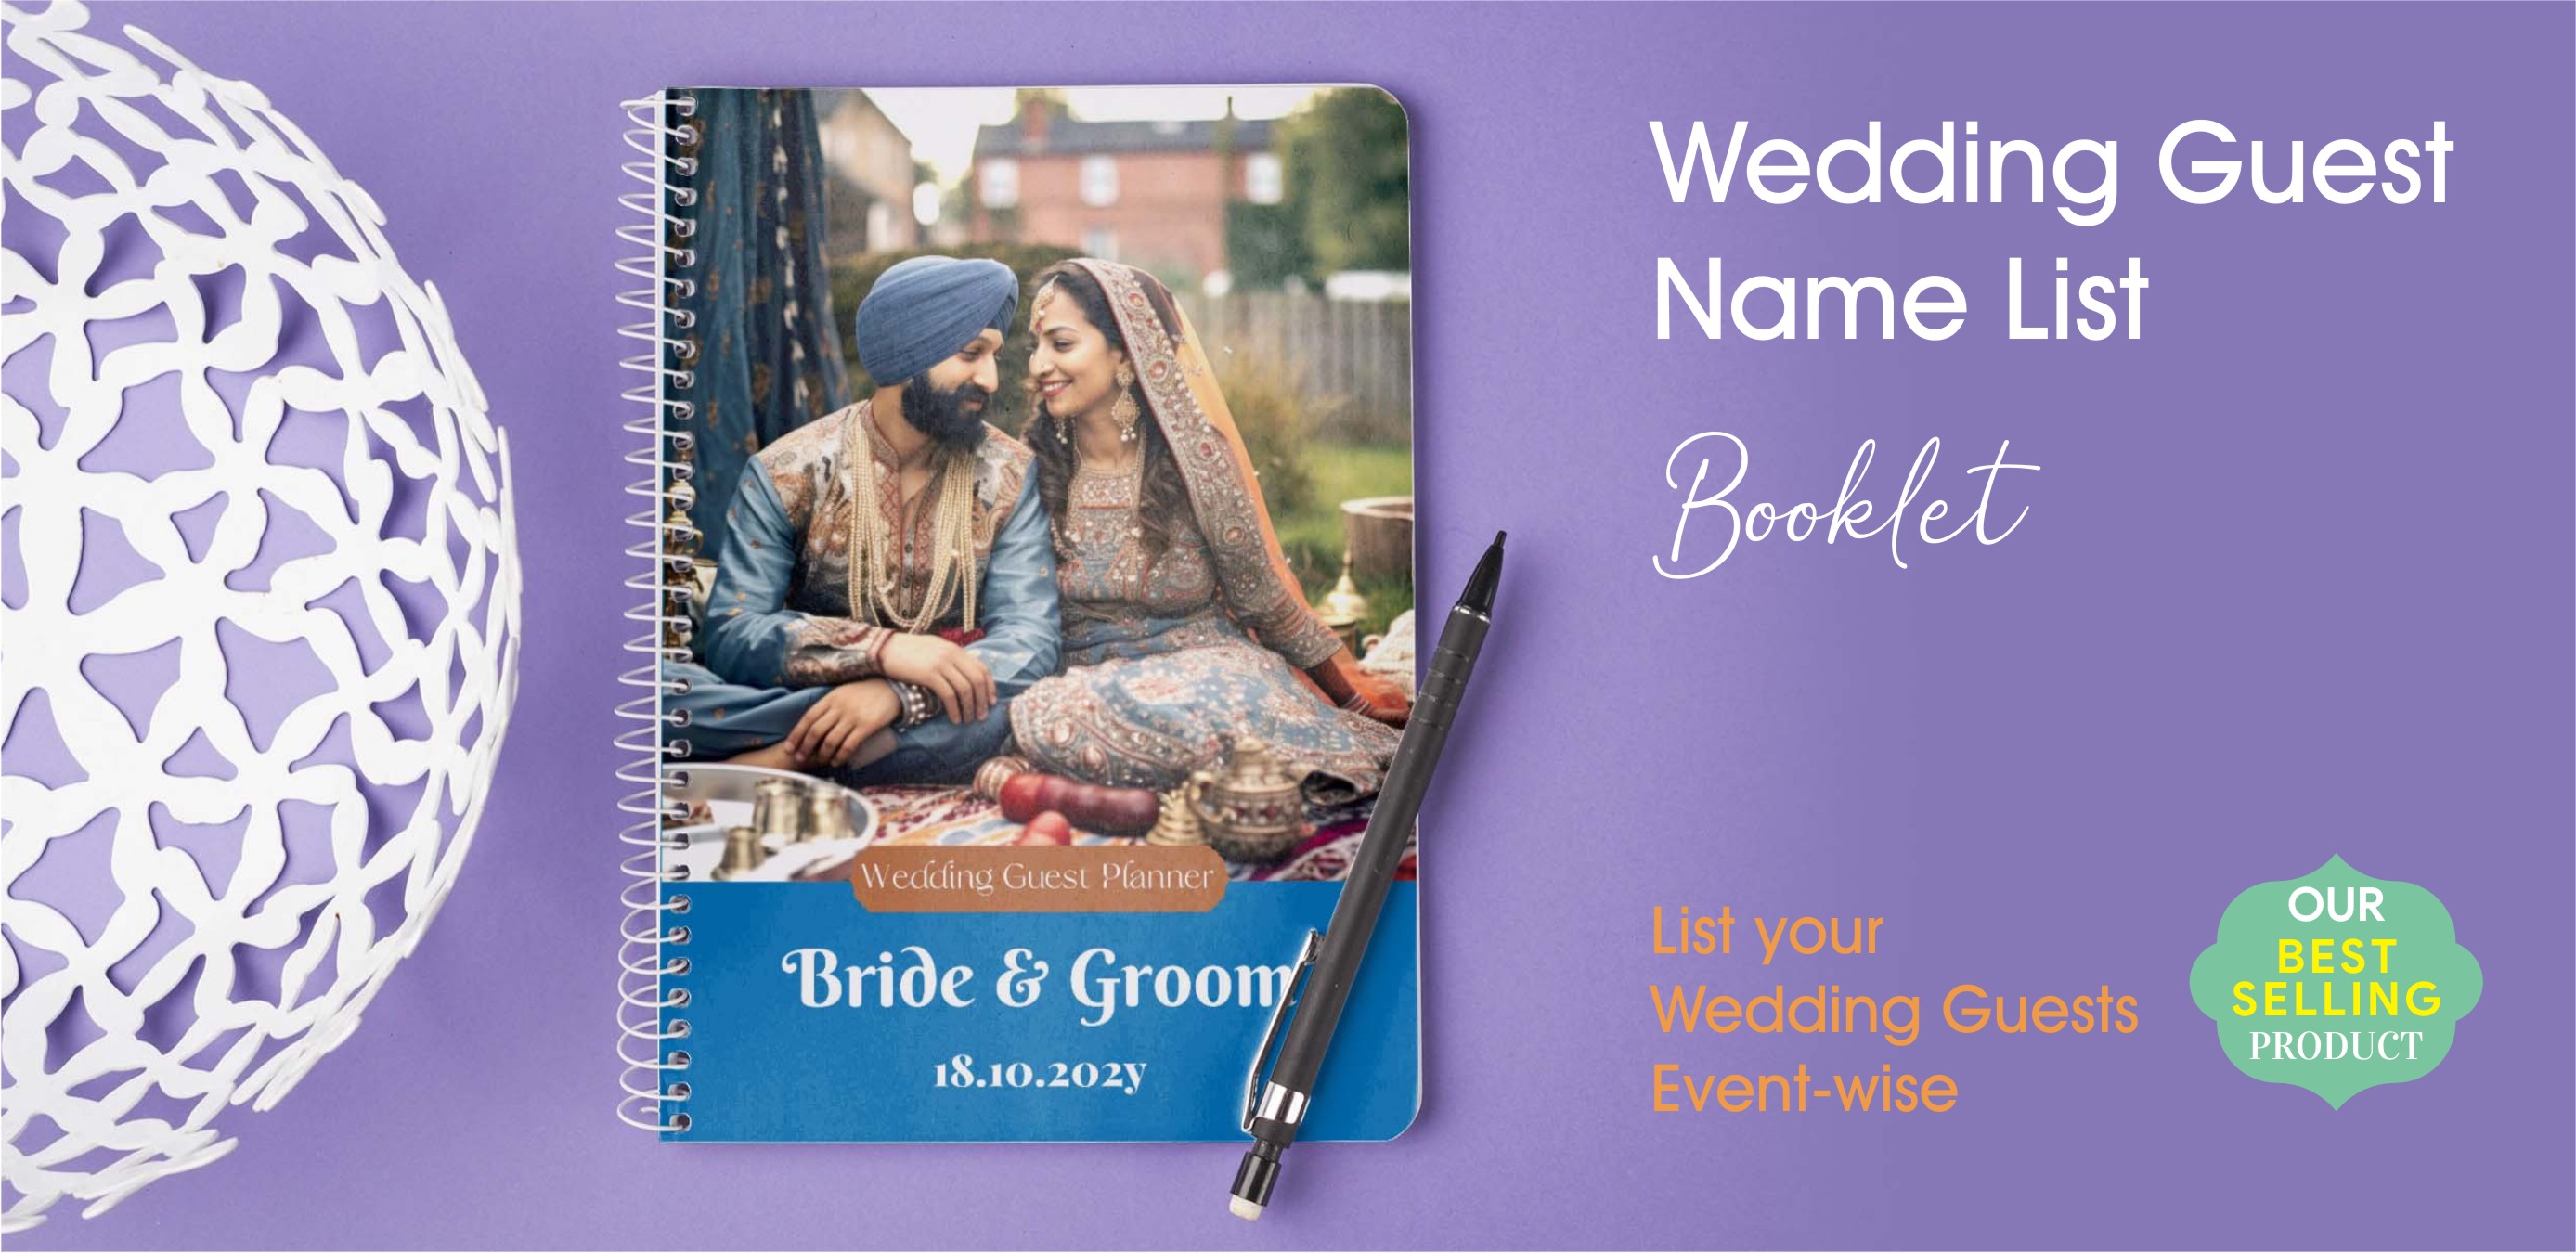 Wedding Guest
Name List
Booklet
Wedding Guest Planner
Bride & Groom
18.10.202y
List your
Wedding Guests
Event-wise
OUR
BEST
SELLING
PRODUCT